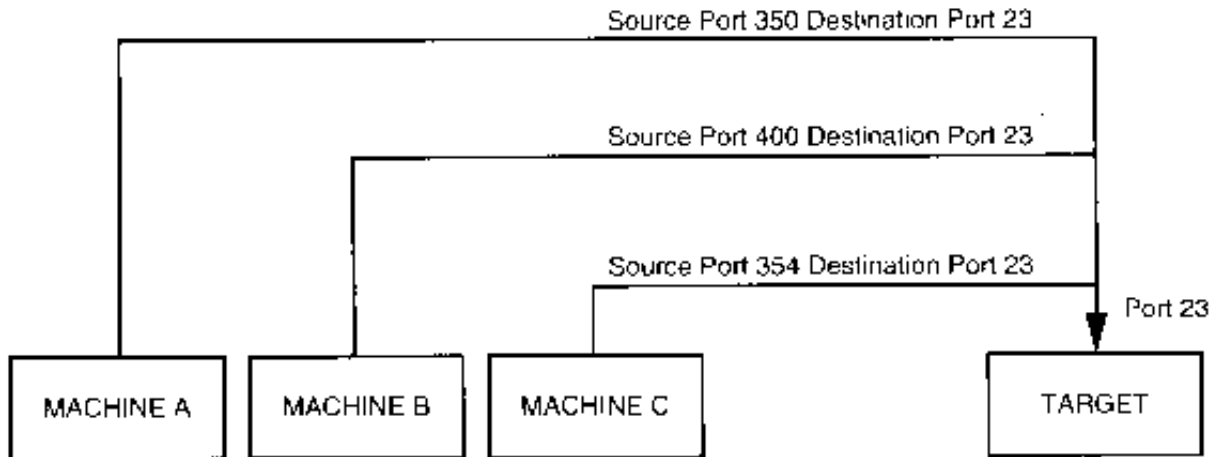 Source Port 350 Destination Port 23
Source Port 400 Destination Port 23
Source Port 354 Destination Port 23
Port 23
MACHINE A
MACHINE B
MACHINE C
TARGET